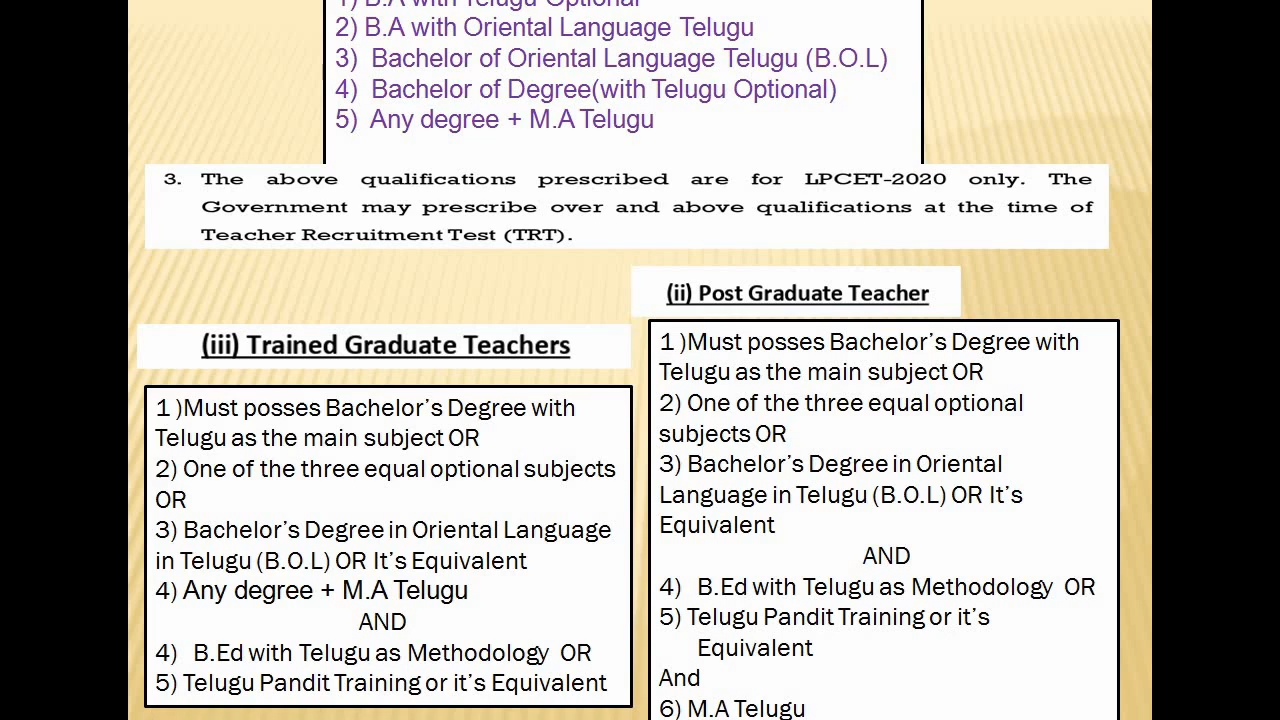 1) B.A with Telugu Optional
2) B.A with Oriental Language Telugu
3) Bachelor of Oriental Language Telugu (B.O.L)
4) Bachelor of Degree(with Telugu Optional)
5) Any degree + M.A Telugu
3. The above qualifications prescribed are for LPCET-2020 only. The
Government may prescribe over and above qualifications at the time of
Teacher Recruitment Test (TRT).
(iii) Trained Graduate Teachers
1 )Must posses Bachelor's Degree with
Telugu as the main subject OR
2) One of the three equal optional subjects
OR
3) Bachelor's Degree in Oriental Language
in Telugu (B.O.L) OR It's Equivalent
4) Any degree + M.A Telugu
AND
4) B.Ed with Telugu as Methodology OR
5) Telugu Pandit Training or it's Equivalent
(ii) Post Graduate Teacher
1 )Must posses Bachelor's Degree with
Telugu as the main subject OR
2) One of the three equal optional
subjects OR
3) Bachelor's Degree in Oriental
Language in Telugu (B.O.L) OR It's
Equivalent
AND
4) B.Ed with Telugu as Methodology OR
5) Telugu Pandit Training or it's
Equivalent
And
6) M.A Telugu